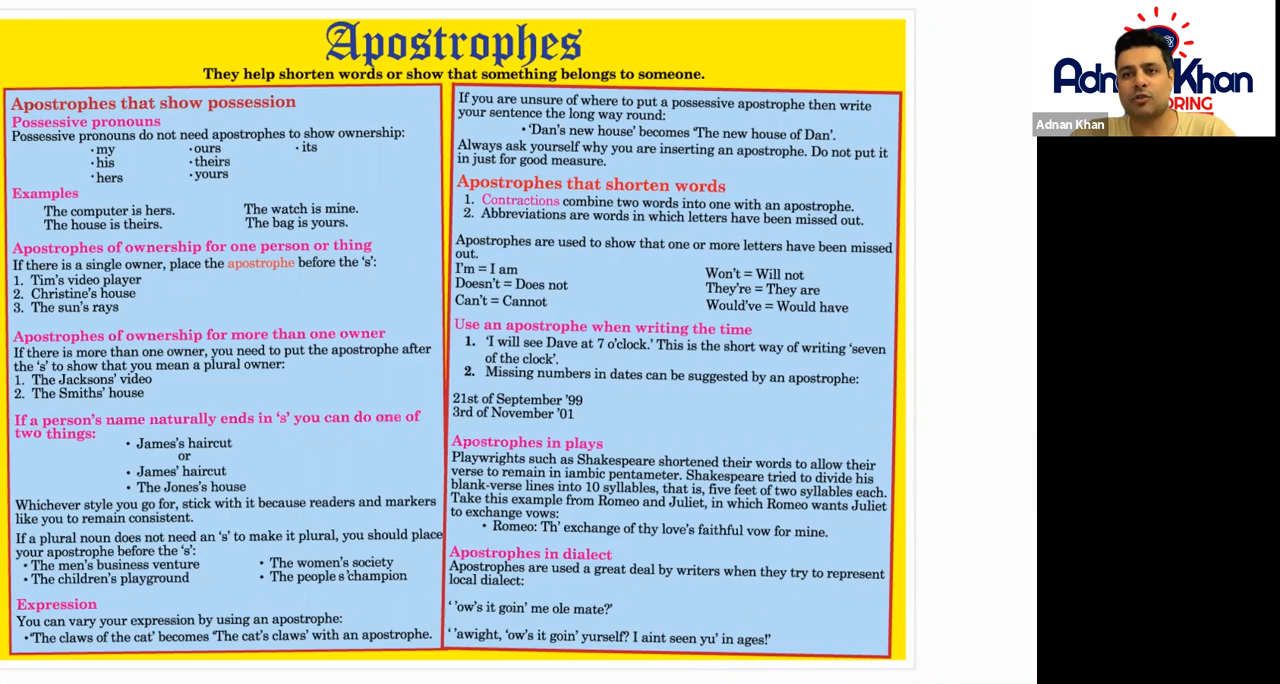 Apostrophes
They help shorten words or show that something belongs to someone.
Apostrophes that show possession
Possessive pronouns
Possessive pronouns do not need apostrophes to show ownership:
•my •ours • its
•his •theirs
•hers •yours
Examples
The computer is hers. The watch is mine.
The house is theirs. The bag is yours.
Apostrophes of ownership for one person or thing
If there is a single owner, place the apostrophe before the ‘s’:
1. Tim's video player
2. Christine's house
3. The sun's rays
Apostrophes of ownership for more than one owner
If there is more than one owner, you need to put the apostrophe after
the ‘s’ to show that you mean a plural owner:
1. The Jacksons' video
2. The Smiths' house
If a person's name naturally ends in ‘s’ you can do one of
two things:
• James's haircut
or
• James' haircut
• The Jones's house
Whichever style you go for, stick with it because readers and markers
like you to remain consistent.
If a plural noun does not need an ‘s’ to make it plural, you should place
your apostrophe before the ‘s’:
• The men's business venture • The women's society
• The children's playground • The people s'champion
Expression
You can vary your expression by using an apostrophe:
•‘The claws of the cat’ becomes ‘The cat's claws’ with an apostrophe.
If you are unsure of where to put a possessive apostrophe then write
your sentence the long way round:
• ‘Dan's new house’ becomes ‘The new house of Dan’.
Always ask yourself why you are inserting an apostrophe. Do not put it
in just for good measure.
Apostrophes that shorten words
1. Contractions combine two words into one with an apostrophe.
2. Abbreviations are words in which letters have been missed out.
Apostrophes are used to show that one or more letters have been missed
out.
I'm = I am Won't = Will not
Doesn't = Does not They're = They are
Can't = Cannot Would've = Would have
Use an apostrophe when writing the time
1. ‘I will see Dave at 7 o'clock.’ This is the short way of writing ‘seven
of the clock’.
2. Missing numbers in dates can be suggested by an apostrophe:
21st of September ’99
3rd of November ’01
Apostrophes in plays
Playwrights such as Shakespeare shortened their words to allow their
verse to remain in iambic pentameter. Shakespeare tried to divide his
blank-verse lines into 10 syllables, that is, five feet of two syllables each.
Take this example from Romeo and Juliet, in which Romeo wants Juliet
to exchange vows:
• Romeo: Th' exchange of thy love's faithful vow for mine.
Apostrophes in dialect
Apostrophes are used a great deal by writers when they try to represent
local dialect:
‘ 'ow's it goin' me ole mate?’
‘ 'awight, 'ow's it goin' yurself? I aint seen yu' in ages!’
Adn Khan
ORING
Adnan Khan